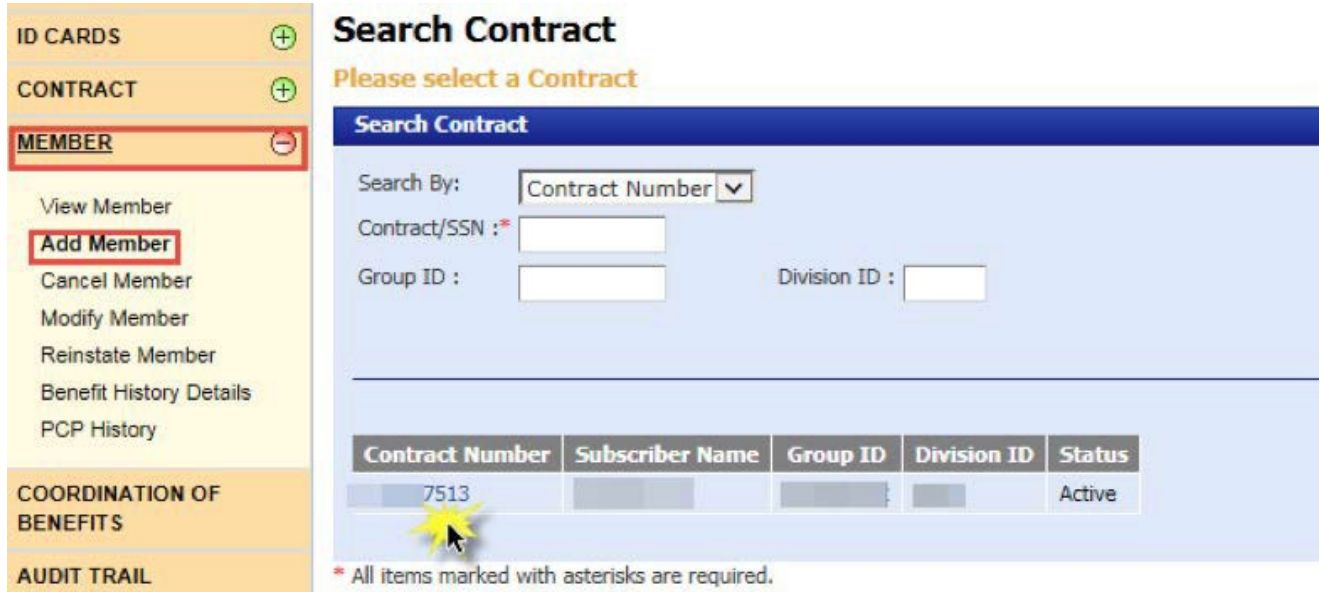 ID CARDS
CONTRACT
MEMBER
View Member
Add Member
Cancel Member
Modify Member
Reinstate Member
Benefit History Details
PCP History
COORDINATION OF
BENEFITS
AUDIT TRAIL
Search Contract
Please select a Contract
Search Contract
Search By: Contract Number
Contract/SSN :*
Group ID : Division ID :
Contract Number Subscriber Name Group ID Division ID Status
7513 Active
* All items marked with asterisks are required.